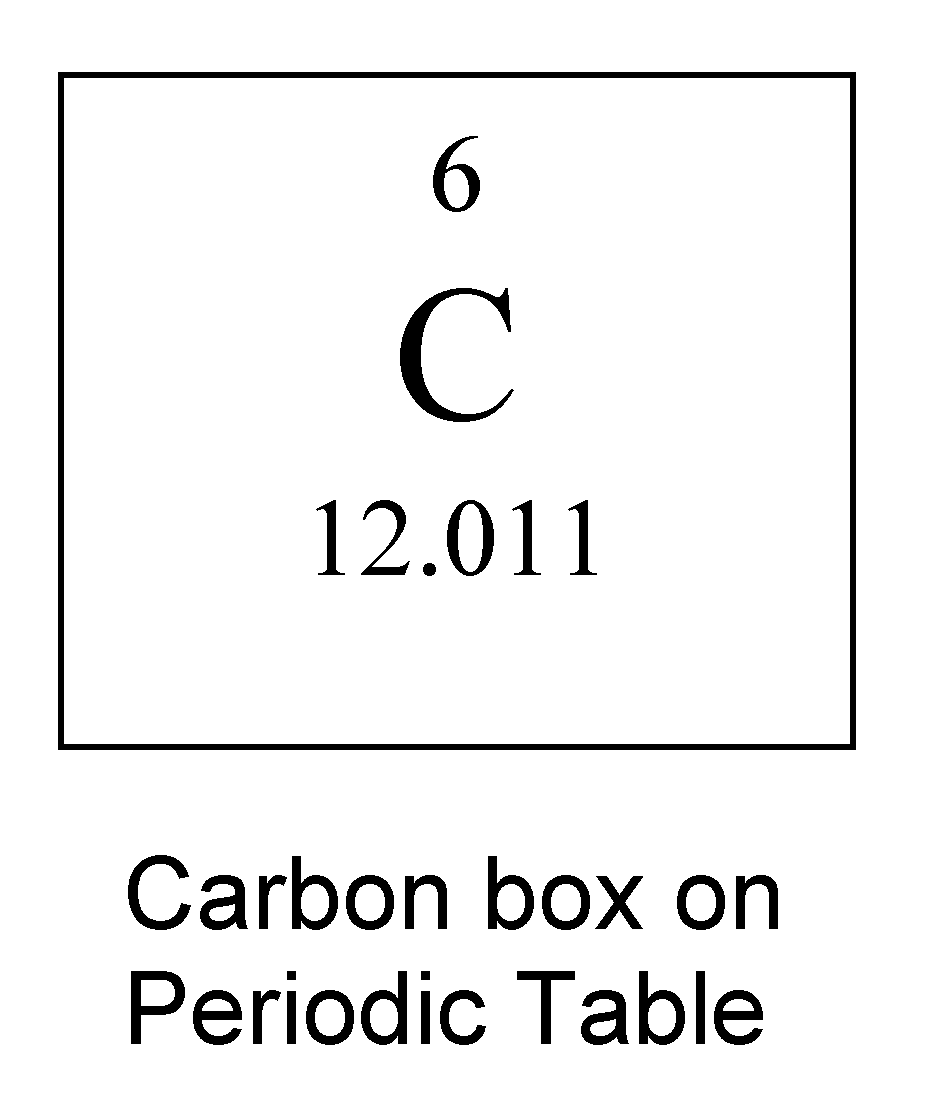 6
C
12.011
Carbon box on
Periodic Table